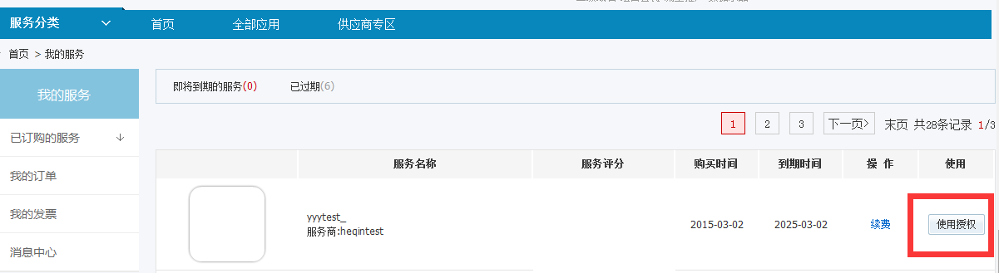 服务分类 首页 全部应用 供应商专区
首页 > 我的服务
我的服务
已订购的服务
我的订单
我的发票
消息中心
即将到期的服务(0) 已过期(6)
1 2 3 下一页> 末页 共28条记录 1/3
服务名称 服务评分 购买时间 到期时间 操 作 使用
yyytest_
服务商:heqintest
2015-03-02 2025-03-02 续费 使用授权